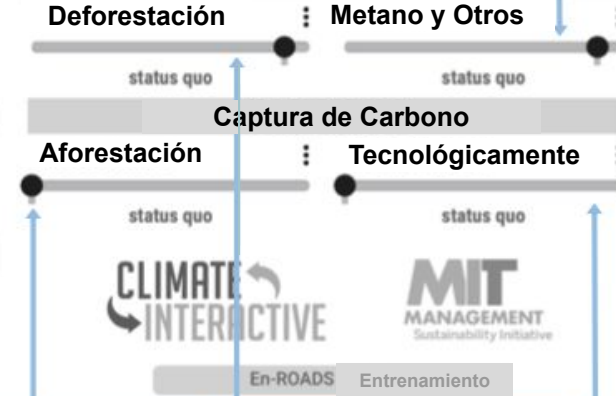 Deforestación
Metano y Otros
status quo
status quo
Captura de Carbono
Aforestación
Tecnológicamente
status quo
status quo
CLIMATE
INTERACTIVE
MIT
MANAGEMENT
Sustainability Initiative
En-ROADS Entrenamiento